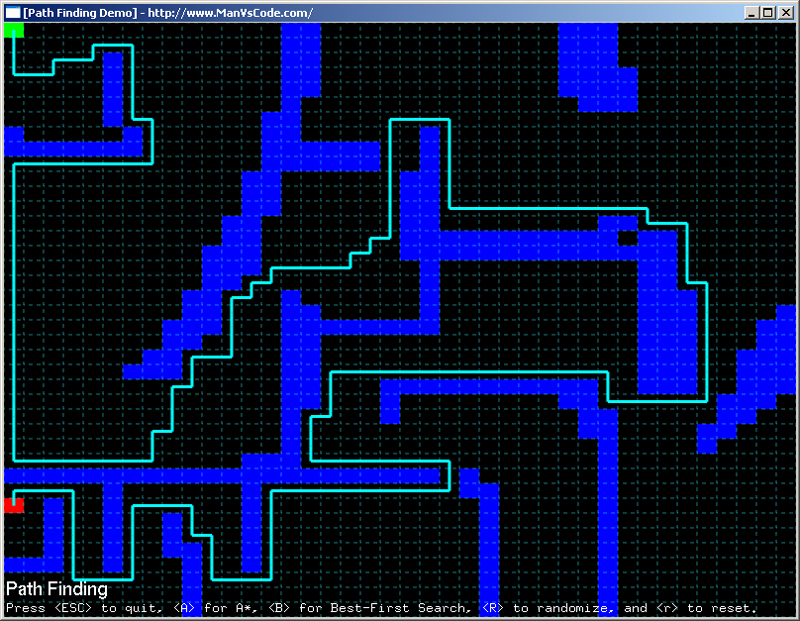 [Path Finding Demo] - http://www.ManVsCode.com/
Path Finding
Press <ESC> to quit, <A> for A*, <B> for Best-First Search, <R> to randomize, and <r> to reset.